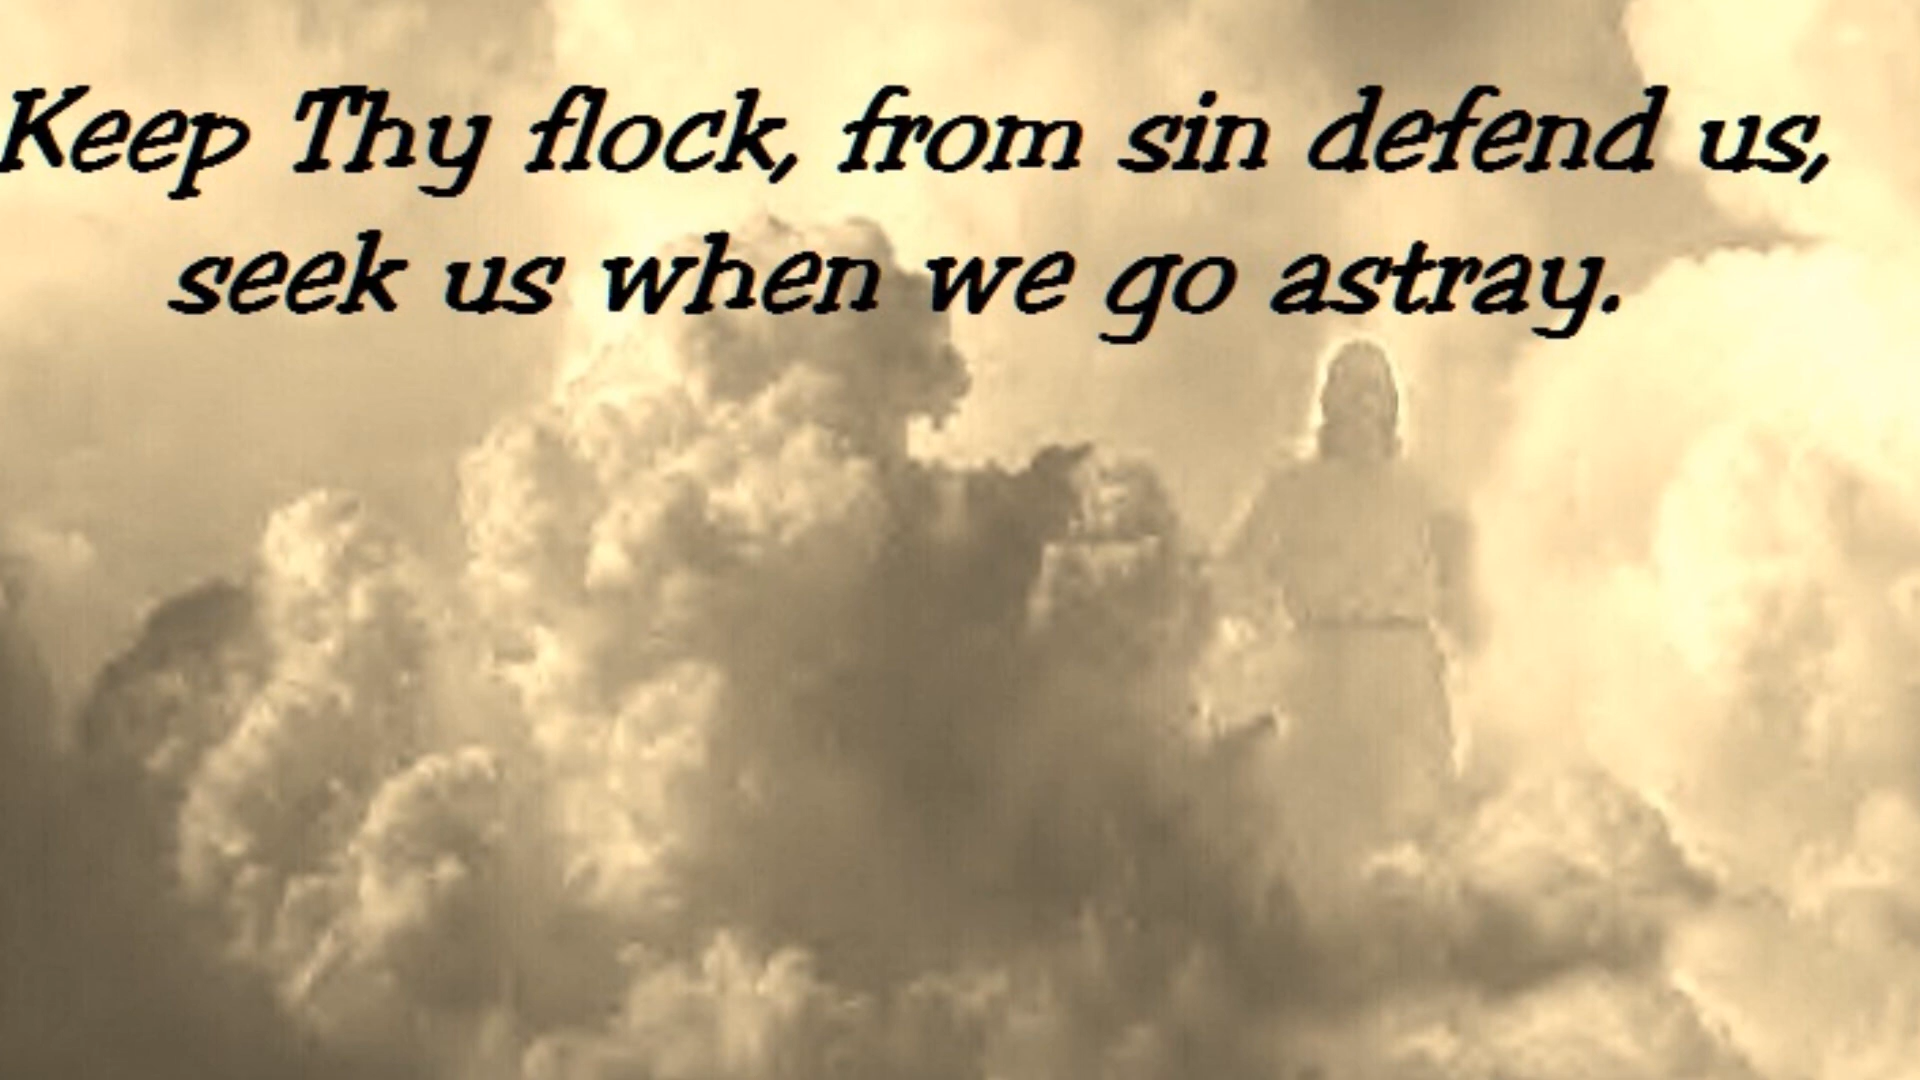 Keep Thy flock, from sin defend us,
seek us when we go astray.